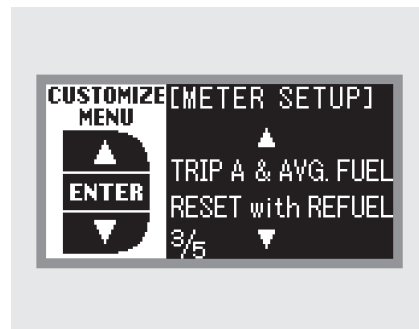 CUSTOMIZE
MENU
ENTER
[METER SETUP]
TRIP A & AVG. FUEL
RESET with REFUEL
3/5